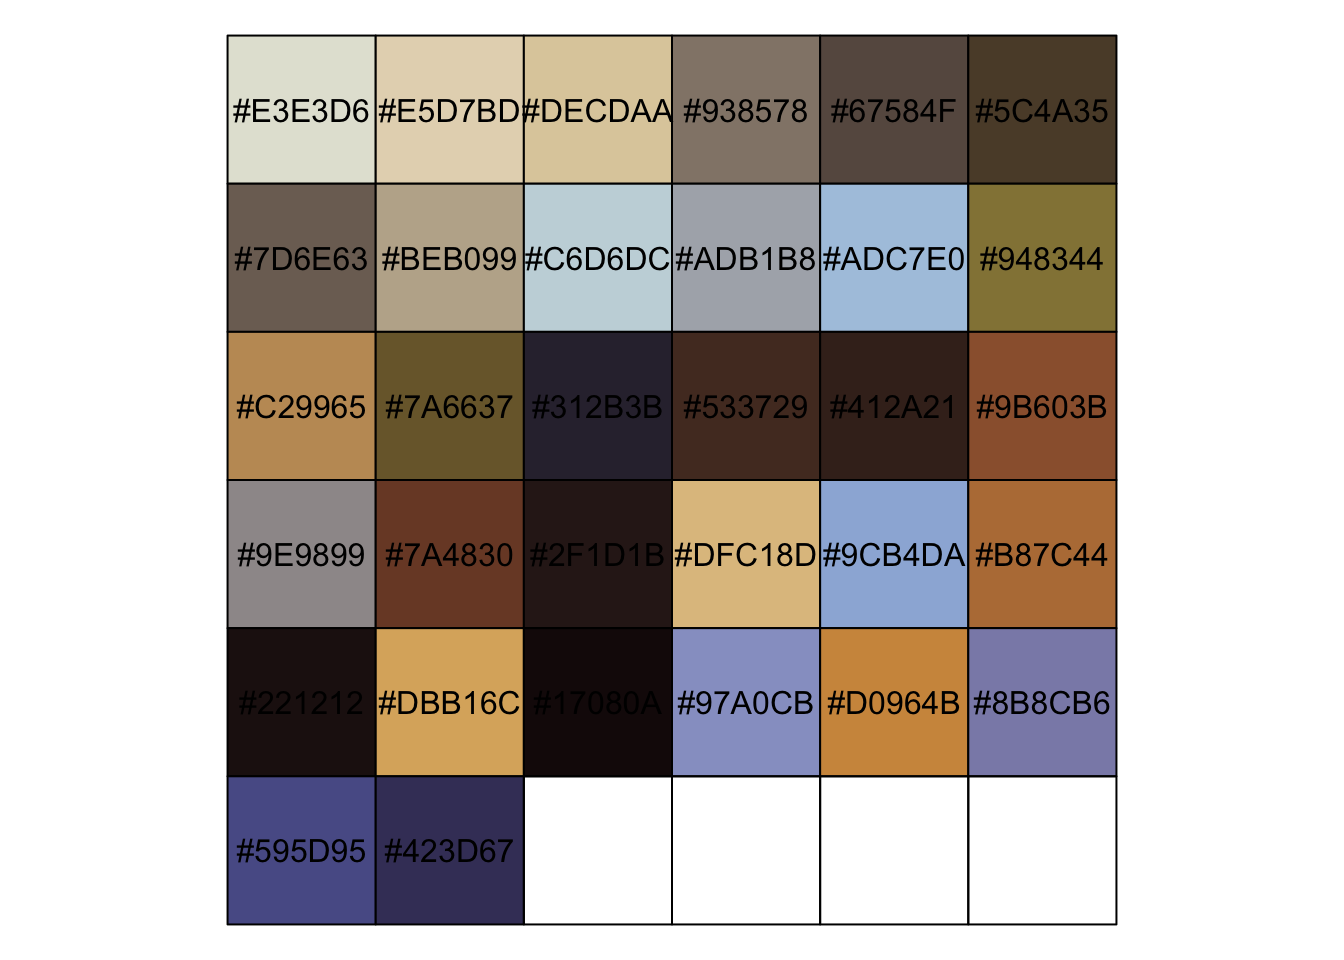 #E3E3D6 #E5D7BD #DECDAA #938578 #67584F #5C4A35
#7D6E63 #BEB099 #C6D6DC #ADB1B8 #ADC7E0 #948344
#C29965 #7A6637 #312B3B #533729 #412A21 #9B603B
#9E9899 #7A4830 #2F1D1B #DFC18D #9CB4DA #B87C44
#221212 #DBB16C #17080A #97A0CB #D0964B #8B8CB6
#595D95 #423D67